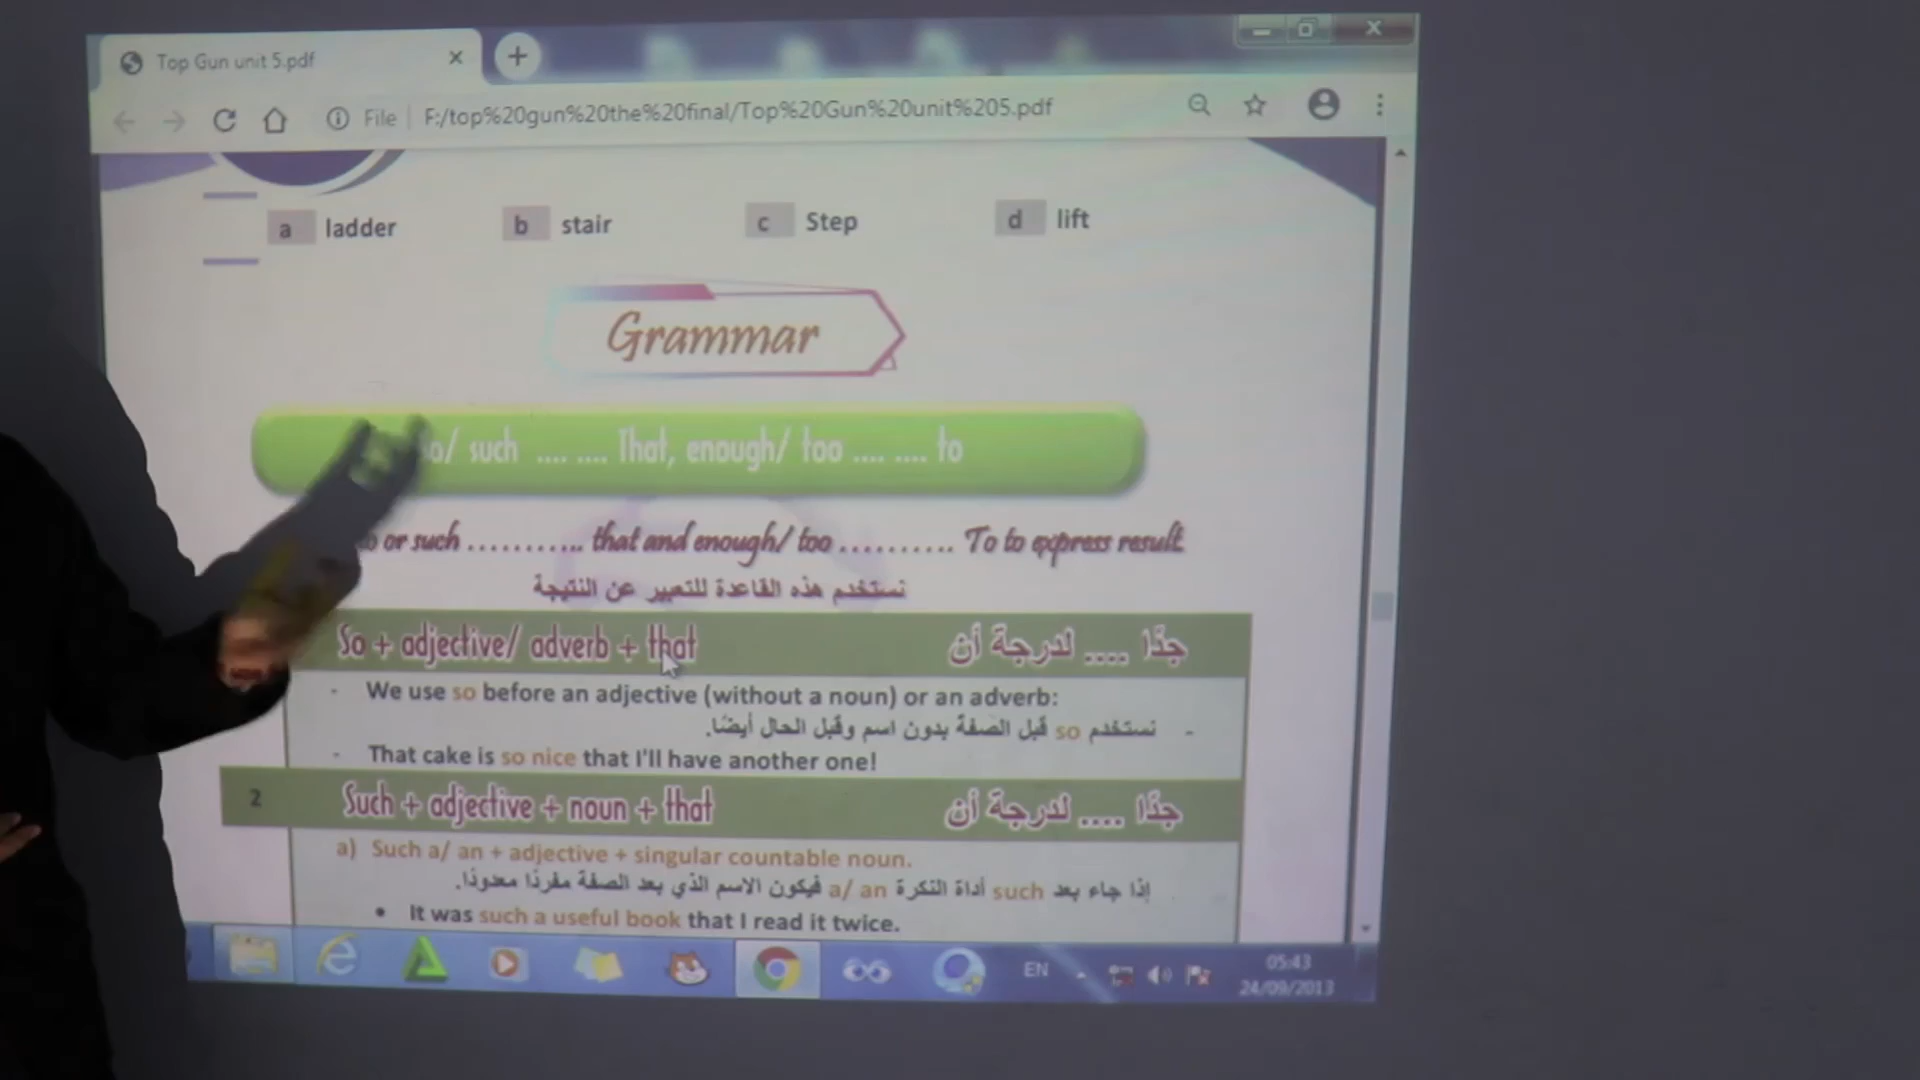 Top Gun unit 5.pdf
File F:/top%20gun%20the%20final/Top%20Gun%20unit%205.pdf
a ladder b stair c Step d lift
Grammar
so/ such .... .... That, enough/ too .... .... to
or such ........... that and enough/ too .......... To to express result
نستخدم هذه القاعدة للتعبير عن النتيجة
So + adjective/ adverb + that جدًا .... لدرجة أن
- We use so before an adjective (without a noun) or an adverb:
- نستخدم so قبل الصفة بدون اسم وقبل الحال أيضًا.
- That cake is so nice that I'll have another one!
2 Such + adjective + noun + that جدًا .... لدرجة أن
a) Such a/ an + adjective + singular countable noun.
إذا جاء بعد such أداة النكرة a/ an فيكون الاسم الذي بعد الصفة مفردًا معدودًا.
• It was such a useful book that I read it twice.
EN 05:43
24/09/2013